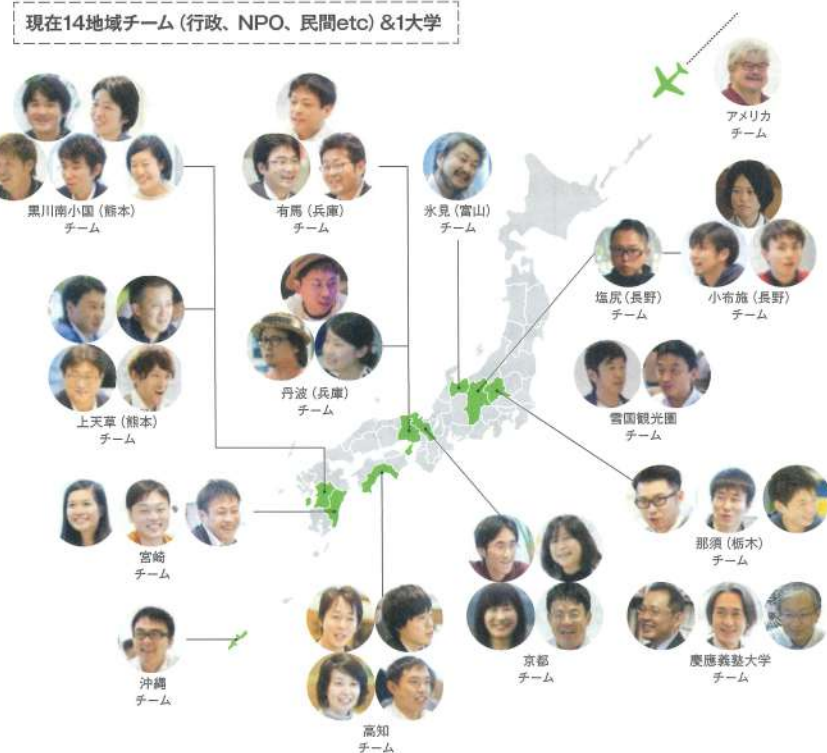 現在14地域チーム（行政、NPO、民間etc）&1大学
アメリカ
チーム
黒川南小国（熊本）
チーム
有馬（兵庫）
チーム
氷見（富山）
チーム
塩尻（長野）
チーム
小布施（長野）
チーム
上天草（熊本）
チーム
丹波（兵庫）
チーム
雪国観光圏
チーム
宮崎
チーム
那須（栃木）
チーム
沖縄
チーム
高知
チーム
京都
チーム
慶應義塾大学
チーム